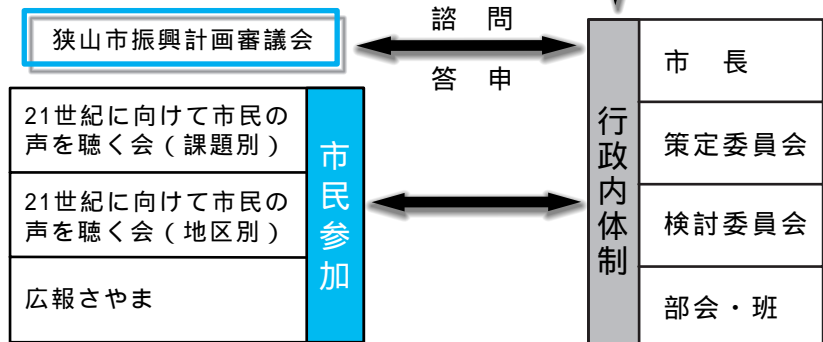 狭山市振興計画審議会
諮問
答申
21世紀に向けて市民の
声を聴く会（課題別）
21世紀に向けて市民の
声を聴く会（地区別）
広報さやま
市民参加
行政内体制
市長
策定委員会
検討委員会
部会・班